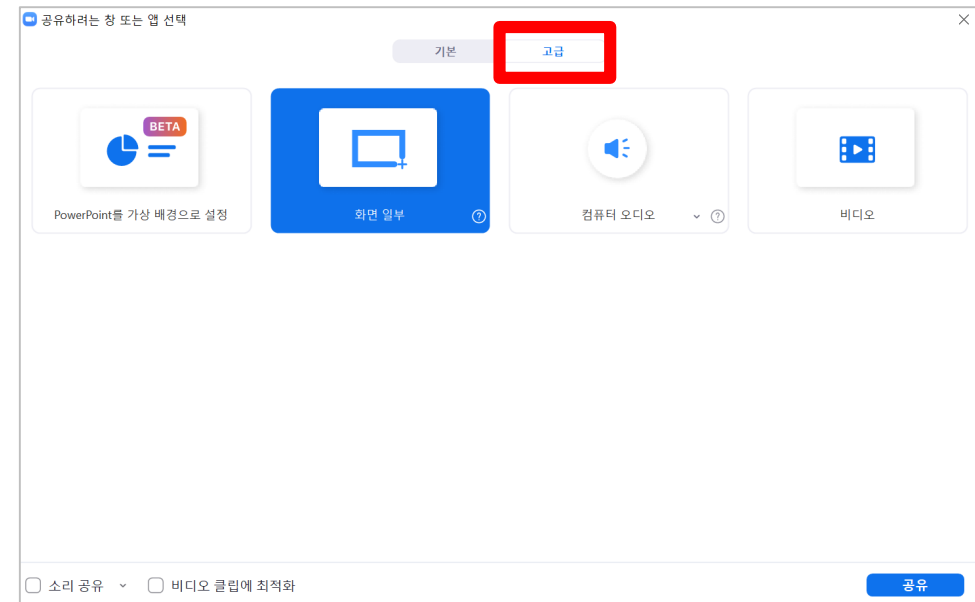 공유하려는 창 또는 앱 선택
기본
고급
BETA
PowerPoint를 가상 배경으로 설정
화면 일부
컴퓨터 오디오
비디오
소리 공유
비디오 클립에 최적화
공유